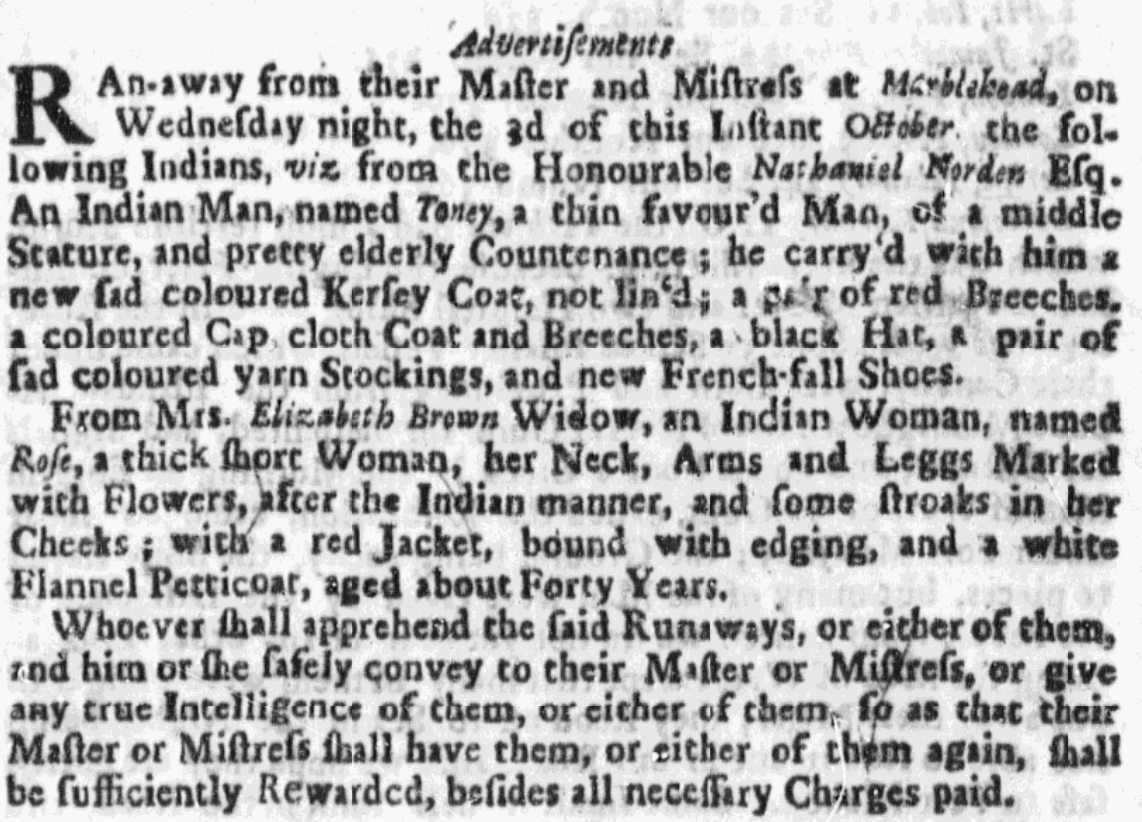 Advertiſements
RAn-away from their Maſter and Miſtreſs at Marblehead, on
Wedneſday night, the 3d of this Inſtant October. the fol-
lowing Indians, viz from the Honourable Nathaniel Norden Eſq.
An Indian Man, named Toney, a thin favour'd Man, of a middle
Stature, and pretty elderly Countenance; he carry'd with him a
new ſad coloured Kerſey Coat, not lin'd; a pair of red Breeches.
a coloured Cap, cloth Coat and Breeches, a black Hat, a pair of
ſad coloured yarn Stockings, and new French-fall Shoes.
From Mrs. Elizabeth Brown Widow, an Indian Woman, named
Roſe, a thick ſhort Woman, her Neck, Arms and Leggs Marked
with Flowers, after the Indian manner, and ſome ſtroaks in her
Cheeks; with a red Jacket, bound with edging, and a white
Flannel Petticoat, aged about Forty Years.
Whoever ſhall apprehend the ſaid Runaways, or either of them,
and him or ſhe ſafely convey to their Maſter or Miſtreſs, or give
any true Intelligence of them, or either of them, ſo as that their
Maſter or Miſtreſs ſhall have them, or either of them again, ſhall
be ſufficiently Rewarded, beſides all neceſſary Charges paid.